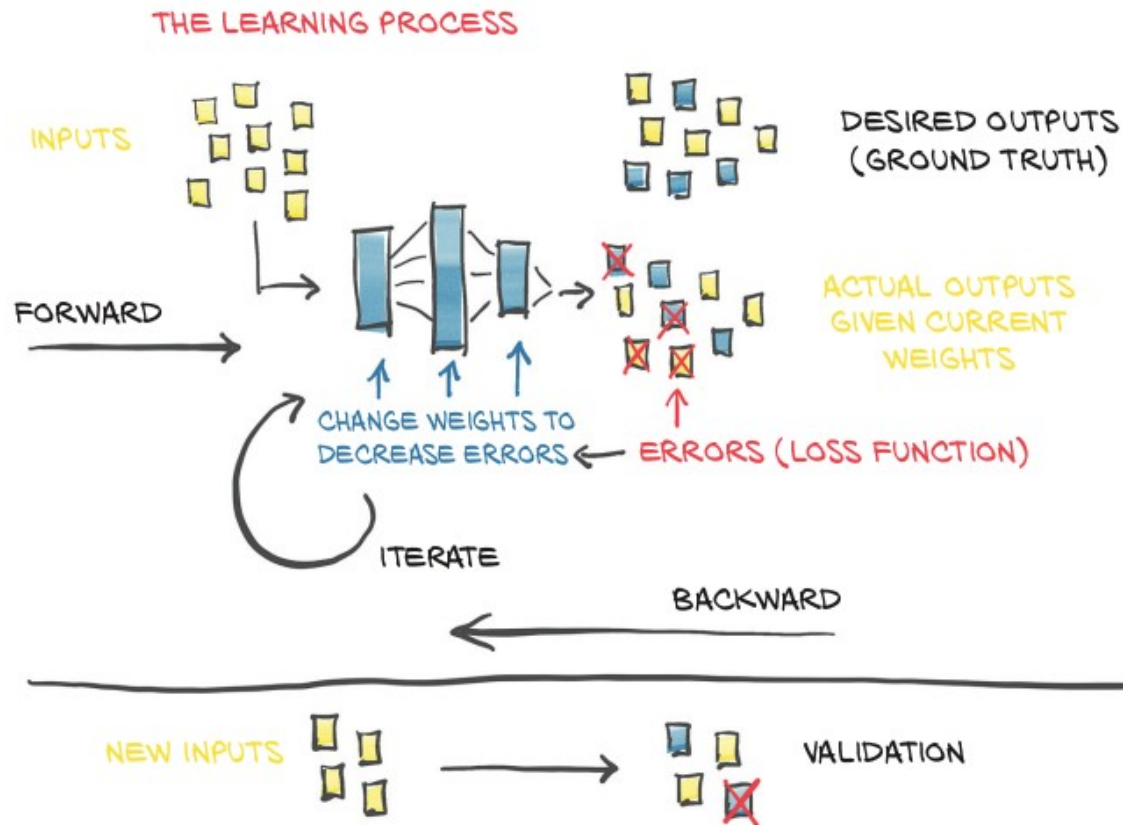 THE LEARNING PROCESS
INPUTS
DESIRED OUTPUTS
(GROUND TRUTH)
FORWARD
ACTUAL OUTPUTS
GIVEN CURRENT
WEIGHTS
CHANGE WEIGHTS TO
DECREASE ERRORS
ERRORS (LOSS FUNCTION)
ITERATE
BACKWARD
NEW INPUTS
VALIDATION